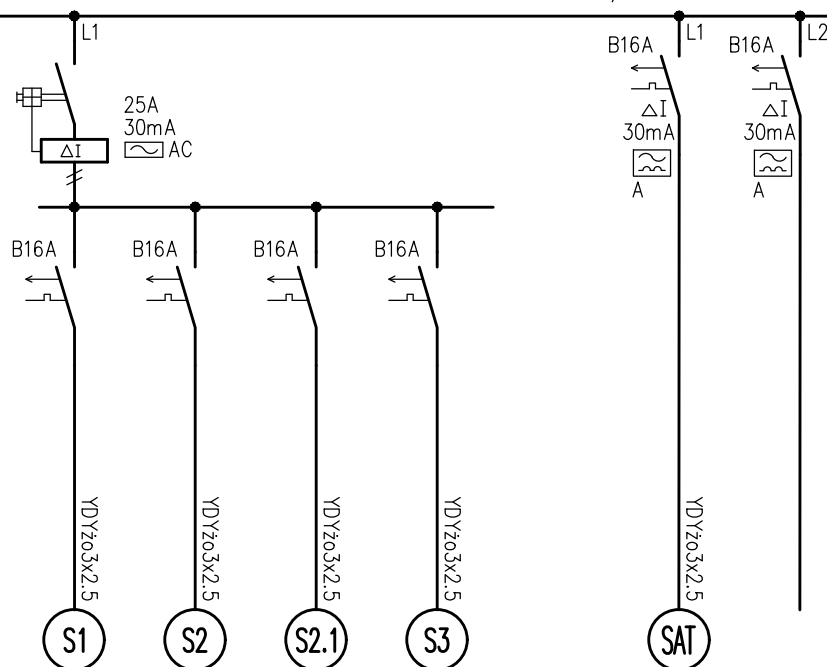 L1
L1
L2
B16A
B16A
25A
30mA
AC
ΔI
ΔI
30mA
A
ΔI
30mA
A
B16A
B16A
B16A
B16A
YDYżo3x2.5
YDYżo3x2.5
YDYżo3x2.5
YDYżo3x2.5
YDYżo3x2.5
S1
S2
S2.1
S3
SAT